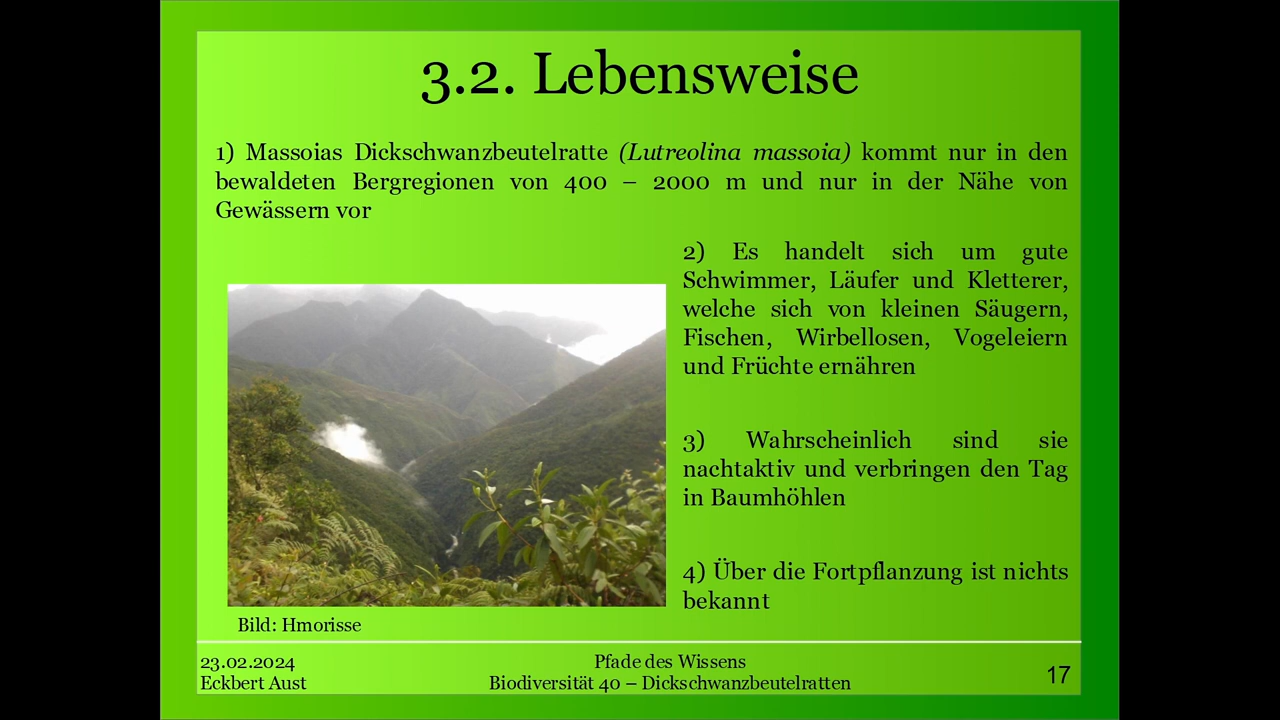 3.2. Lebensweise
1) Massoias Dickschwanzbeutelratte (Lutreolina massoia) kommt nur in den
bewaldeten Bergregionen von 400 – 2000 m und nur in der Nähe von
Gewässern vor
2) Es handelt sich um gute
Schwimmer, Läufer und Kletterer,
welche sich von kleinen Säugern,
Fischen, Wirbellosen, Vogeleiern
und Früchte ernähren
3) Wahrscheinlich sind sie
nachtaktiv und verbringen den Tag
in Baumhöhlen
4) Über die Fortpflanzung ist nichts
bekannt
Bild: Hmorisse
23.02.2024
Eckbert Aust
Pfade des Wissens
Biodiversität 40 – Dickschwanzbeutelratten
17